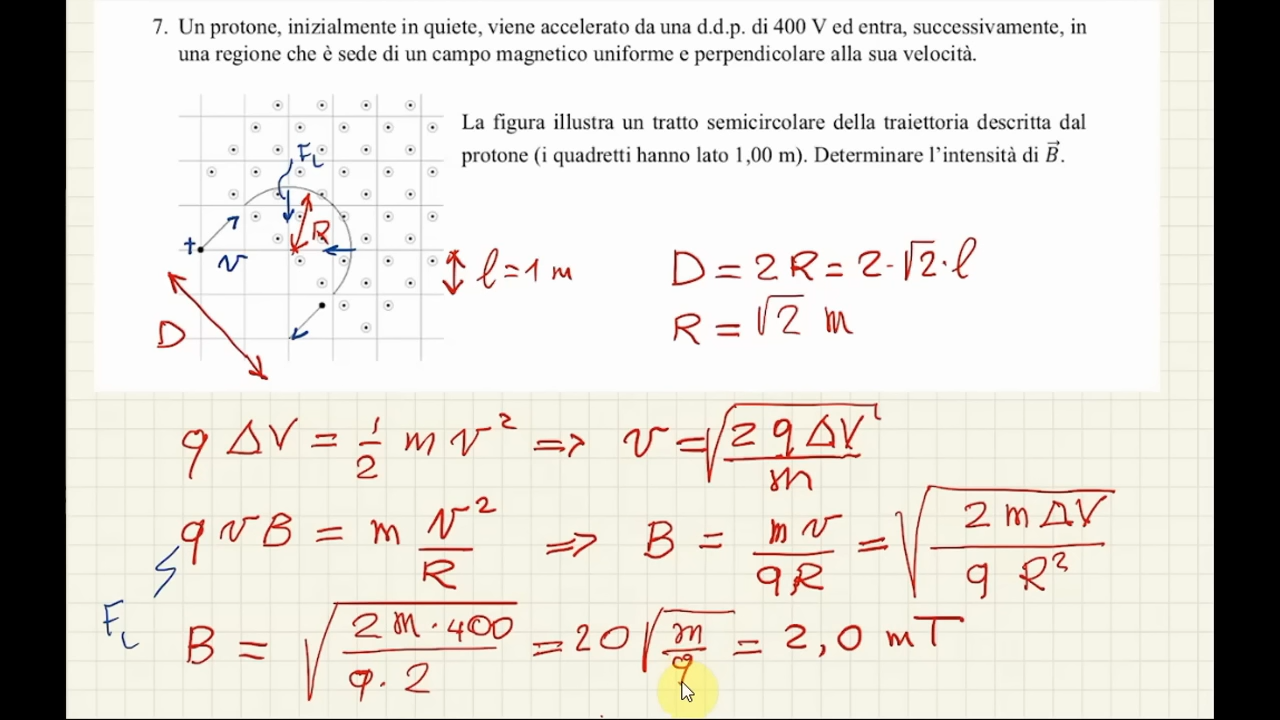 7. Un protone, inizialmente in quiete, viene accelerato da una d.d.p. di 400 V ed entra, successivamente, in
una regione che è sede di un campo magnetico uniforme e perpendicolare alla sua velocità.
La figura illustra un tratto semicircolare della traiettoria descritta dal
protone (i quadretti hanno lato 1,00 m). Determinare l'intensità di B⃗.
F_L
R
+
v
D
l = 1 m
D = 2R = 2·√2·l
R = √2 m
q ΔV = 1/2 m v² ⇒ v = √(2qΔV/m)
q v B = m v²/R ⇒ B = mv/qR = √(2mΔV/qR²)
F_L
B = √(2m·400/q·2) = 20 √(m/q) = 2,0 mT